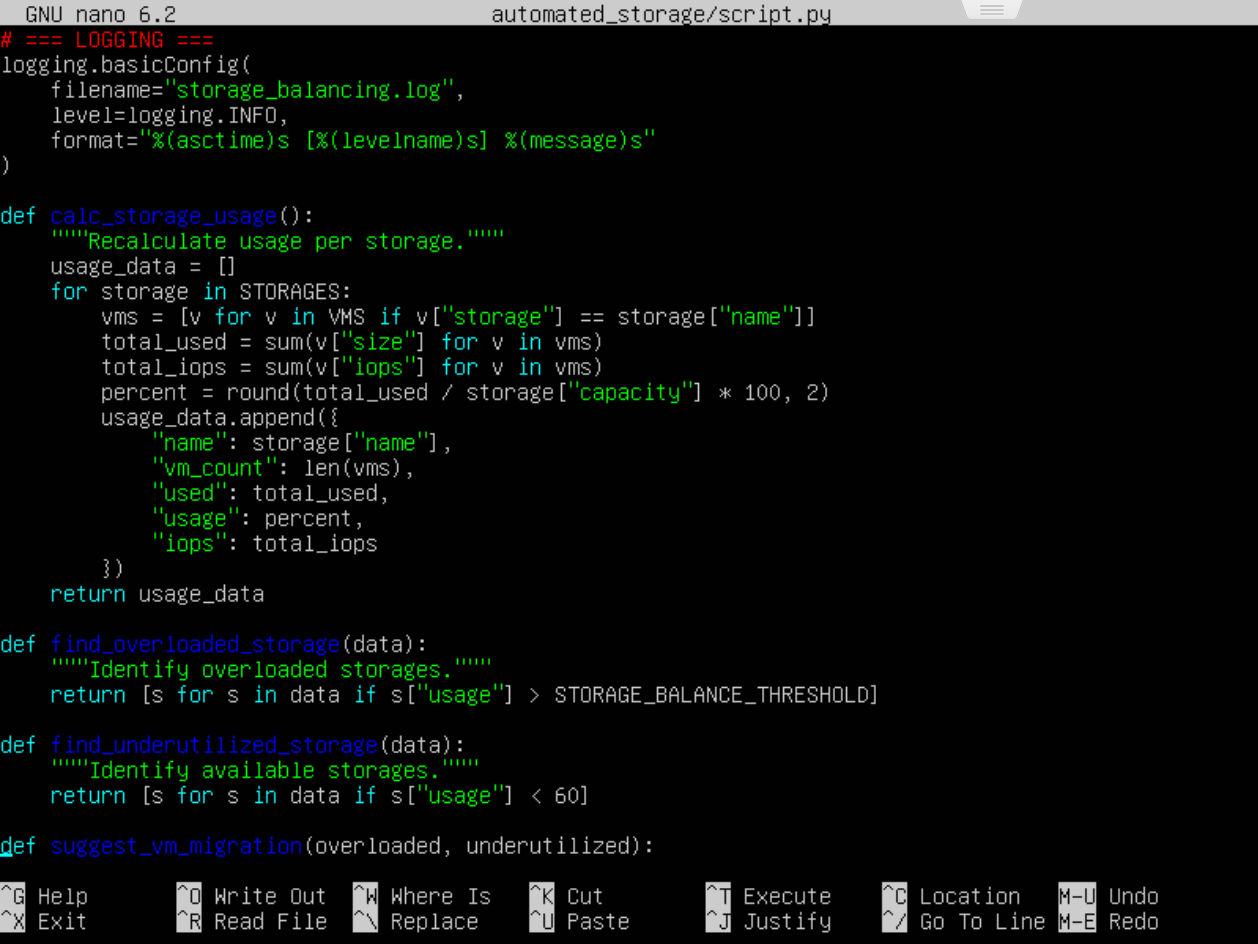 GNU nano 6.2 automated_storage/script.py
# === LOGGING ===
logging.basicConfig(
    filename="storage_balancing.log",
    level=logging.INFO,
    format="%(asctime)s [%(levelname)s] %(message)s"
)
def calc_storage_usage():
    """Recalculate usage per storage."""
    usage_data = []
    for storage in STORAGES:
        vms = [v for v in VMS if v["storage"] == storage["name"]]
        total_used = sum(v["size"] for v in vms)
        total_iops = sum(v["iops"] for v in vms)
        percent = round(total_used / storage["capacity"] * 100, 2)
        usage_data.append({
            "name": storage["name"],
            "vm_count": len(vms),
            "used": total_used,
            "usage": percent,
            "iops": total_iops
        })
    return usage_data
def find_overloaded_storage(data):
    """Identify overloaded storages."""
    return [s for s in data if s["usage"] > STORAGE_BALANCE_THRESHOLD]
def find_underutilized_storage(data):
    """Identify available storages."""
    return [s for s in data if s["usage"] < 60]
def suggest_vm_migration(overloaded, underutilized):
^G Help ^O Write Out ^W Where Is ^K Cut ^T Execute ^C Location M-U Undo
^X Exit ^R Read File ^\ Replace ^U Paste ^J Justify ^/ Go To Line M-E Redo